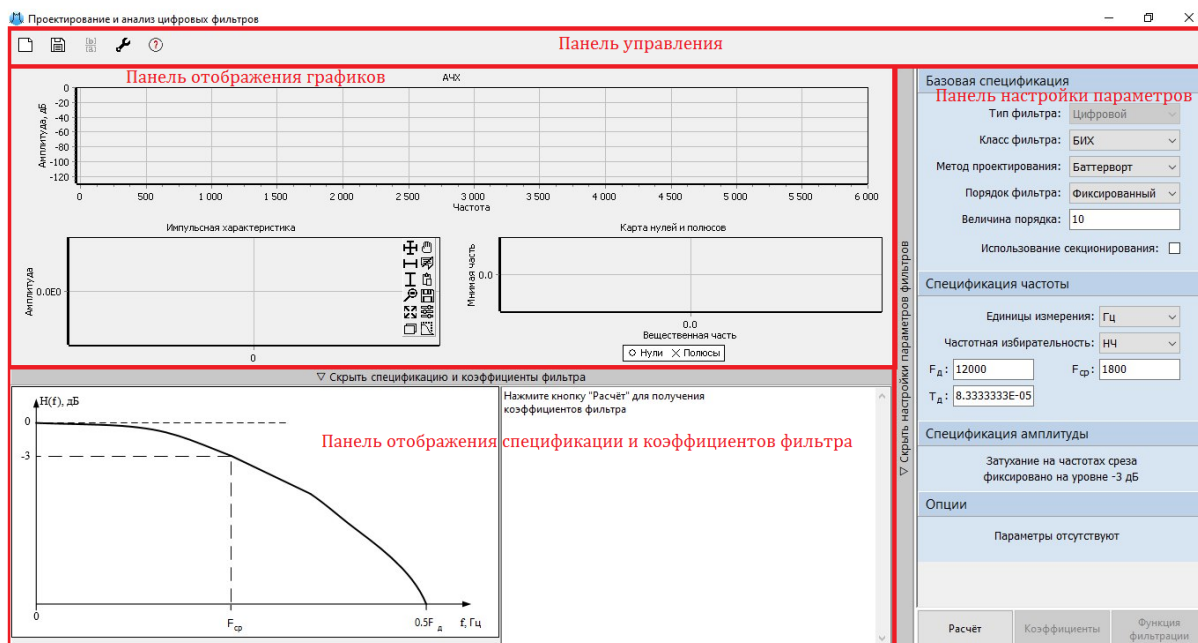 Проектирование и анализ цифровых фильтров
[b]
[a]
?
Панель управления
Панель отображения графиков
АЧХ
Амплитуда, дБ
0
-20
-40
-60
-80
-100
-120
0 500 1 000 1 500 2 000 2 500 3 000 3 500 4 000 4 500 5 000 5 500 6 000
Частота
Импульсная характеристика
Амплитуда
0.0E0
0
Карта нулей и полюсов
Мнимая часть
0.0
0.0
Вещественная часть
Нули Полюсы
▽ Скрыть настройки параметров фильтров
Базовая спецификация
Панель настройки параметров
Тип фильтра: Цифровой
Класс фильтра: БИХ
Метод проектирования: Баттерворт
Порядок фильтра: Фиксированный
Величина порядка: 10
Использование секционирования:
Спецификация частоты
Единицы измерения: Гц
Частотная избирательность: НЧ
Fд: 12000 Fср: 1800
Tд: 8.3333333E-05
Спецификация амплитуды
Затухание на частотах среза
фиксировано на уровне -3 дБ
Опции
Параметры отсутствуют
Расчёт Коэффициенты Функция
фильтрации
▽ Скрыть спецификацию и коэффициенты фильтра
H(f), дБ
0
-3
0 Fср 0.5Fд f, Гц
Нажмите кнопку "Расчёт" для получения
коэффициентов фильтра
Панель отображения спецификации и коэффициентов фильтра